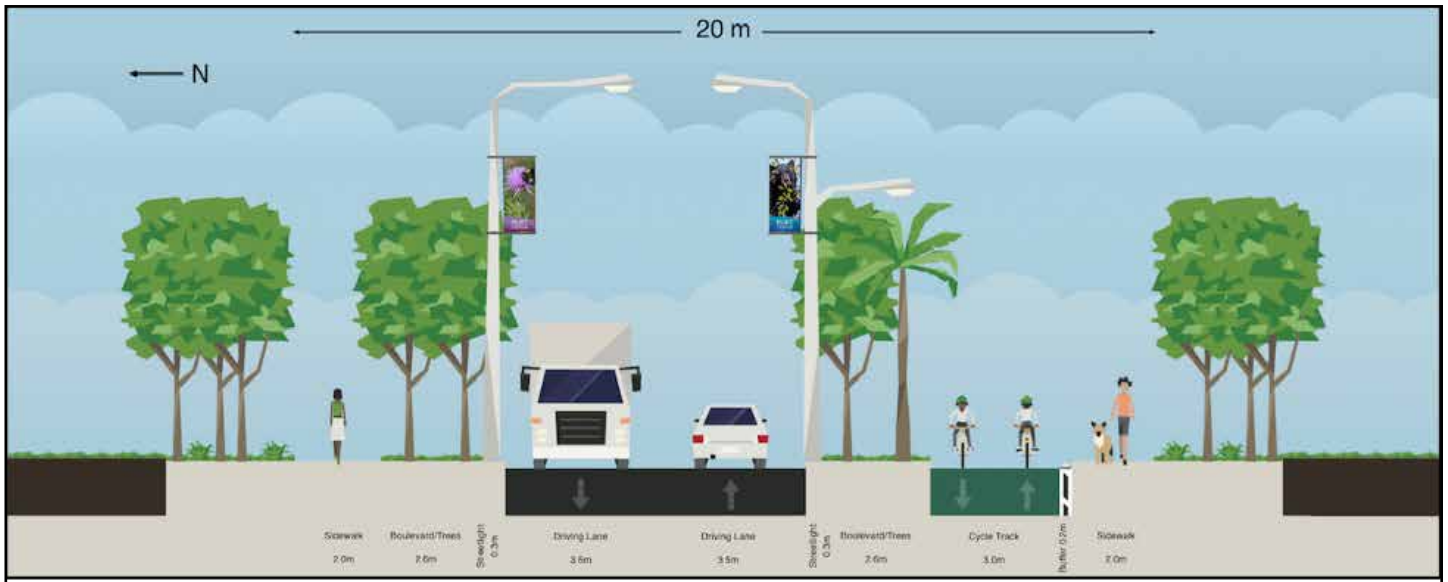 20 m
N
Sidewalk
2.0m
Boulevard/Trees
2.6m
Streetlight
0.3m
Driving Lane
3.5m
Driving Lane
3.5m
Streetlight
0.3m
Boulevard/Trees
2.6m
Cycle Track
3.0m
Buffer 0.2m
Sidewalk
2.0m